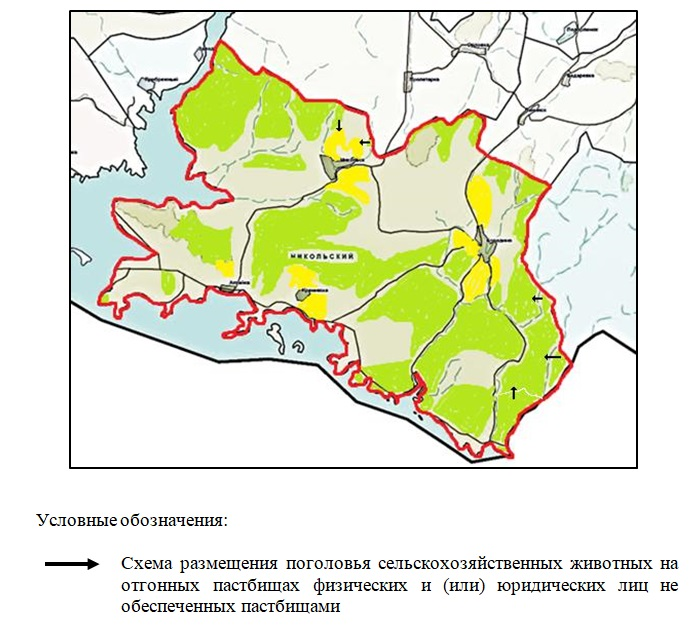 НИКОЛЬСКИЙ
Условные обозначения:
Схема размещения поголовья сельскохозяйственных животных на
отгонных пастбищах физических и (или) юридических лиц не
обеспеченных пастбищами